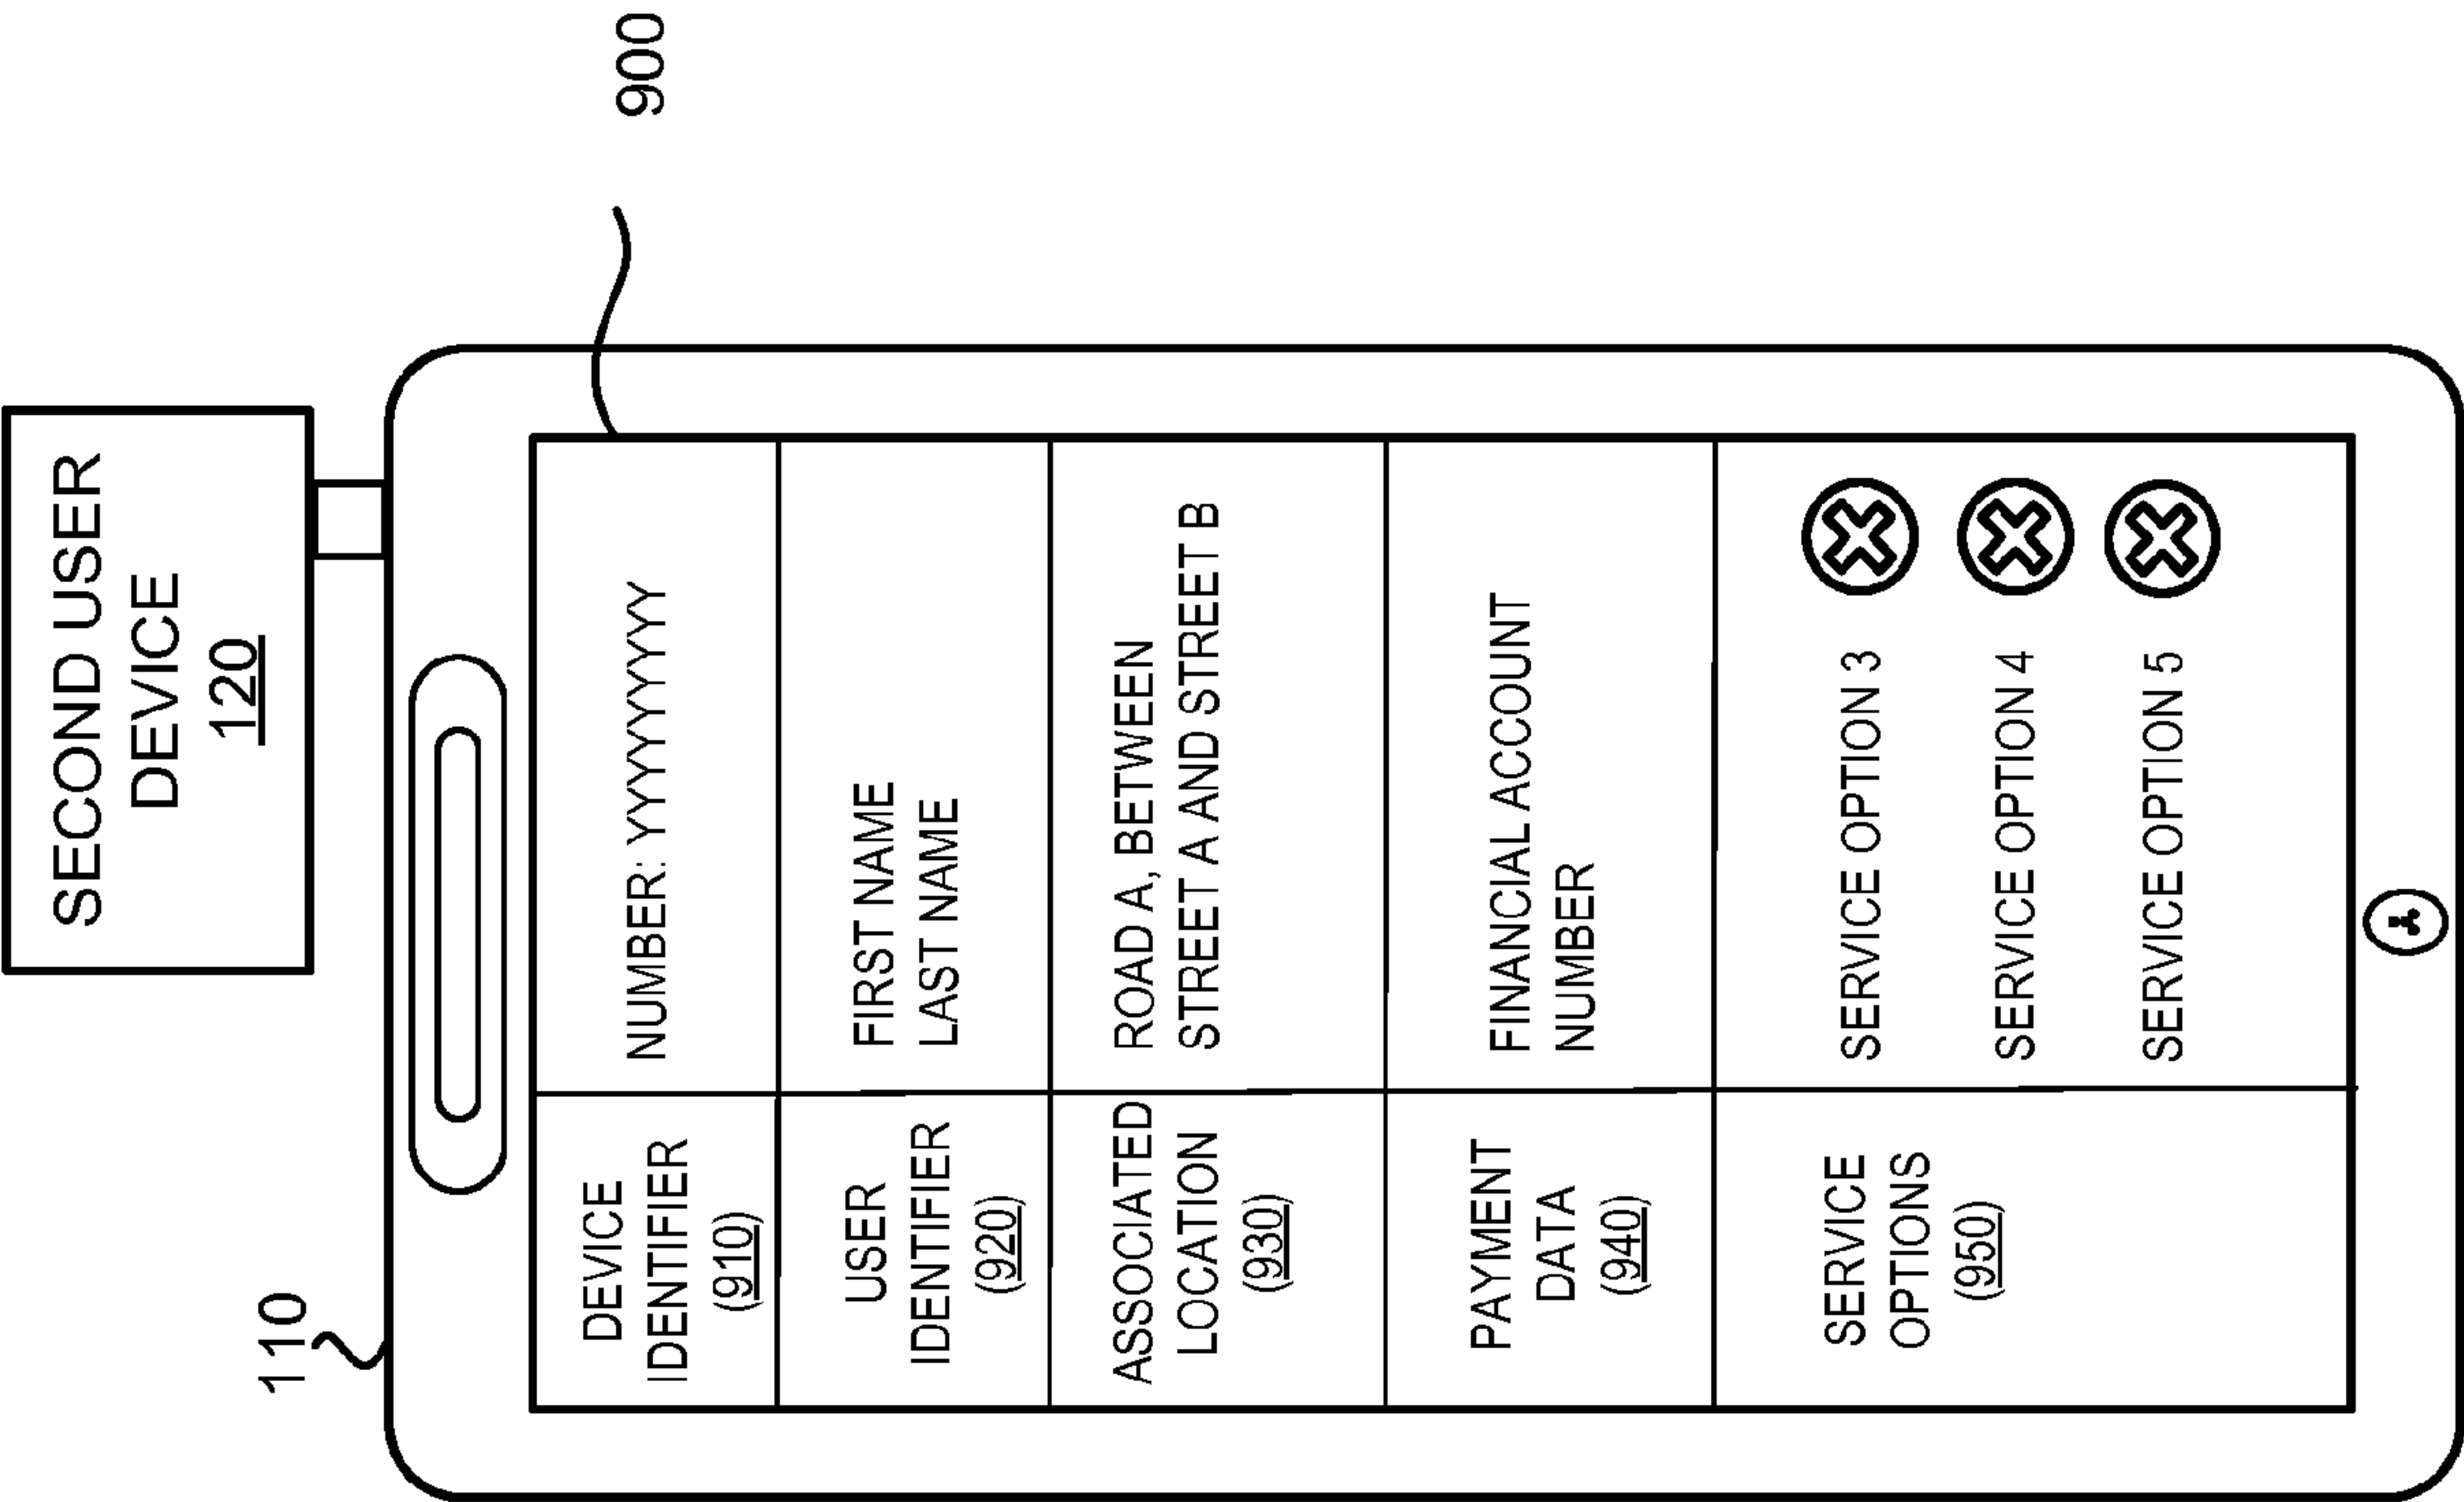 SECOND USER
DEVICE
120
110
900
DEVICE
IDENTIFIER
(910)
NUMBER: YYYYYYYYYY
USER
IDENTIFIER
(920)
FIRST NAME
LAST NAME
ASSOCIATED
LOCATION
(930)
ROAD A, BETWEEN
STREET A AND STREET B
PAYMENT
DATA
(940)
FINANCIAL ACCOUNT
NUMBER
SERVICE
OPTIONS
(950)
SERVICE OPTION 3
SERVICE OPTION 4
SERVICE OPTION 5